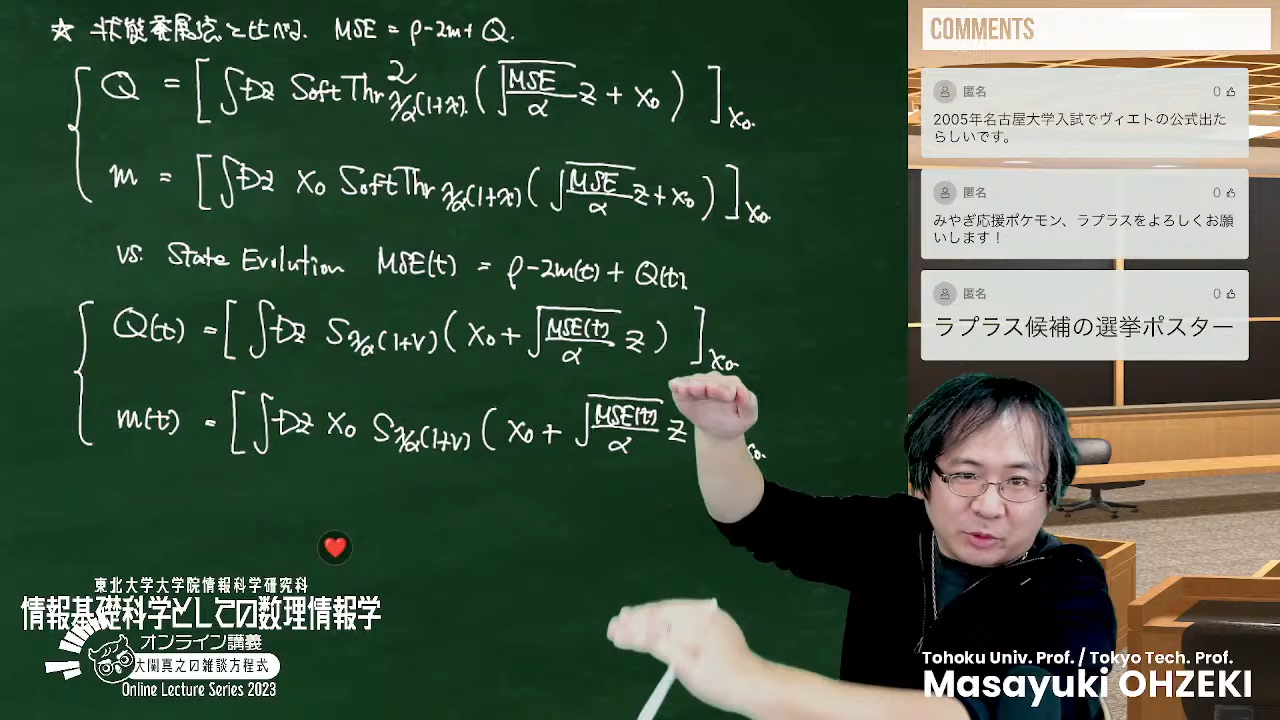 ☆ 状態発展法と比べる. MSE = ρ-2m+Q.
Q = [∫Dz SoftThr²λ/α(1+χ) (√MSE/α z + x₀) ]x₀.
m = [∫Dz x₀ SoftThrλ/α(1+χ) (√MSE/α z + x₀) ]x₀.
vs. State Evolution MSE(t) = ρ-2m(t)+Q(t).
Q(t) = [∫Dz Sλ/α(1+V) (x₀ + √MSE(t)/α z) ]x₀.
m(t) = [∫Dz x₀ Sλ/α(1+V) (x₀ + √MSE(t)/α z
東北大学大学院情報科学研究科
情報基礎科学としての数理情報学
オンライン講義
大関真之の雑談方程式
Online Lecture Series 2023
COMMENTS
匿名 0
2005年名古屋大学入試でヴィエトの公式出た
らしいです。
匿名 0
みやぎ応援ポケモン、ラプラスをよろしくお願
いします！
匿名 0
ラプラス候補の選挙ポスター
Tohoku Univ. Prof. / Tokyo Tech. Prof.
Masayuki OHZEKI